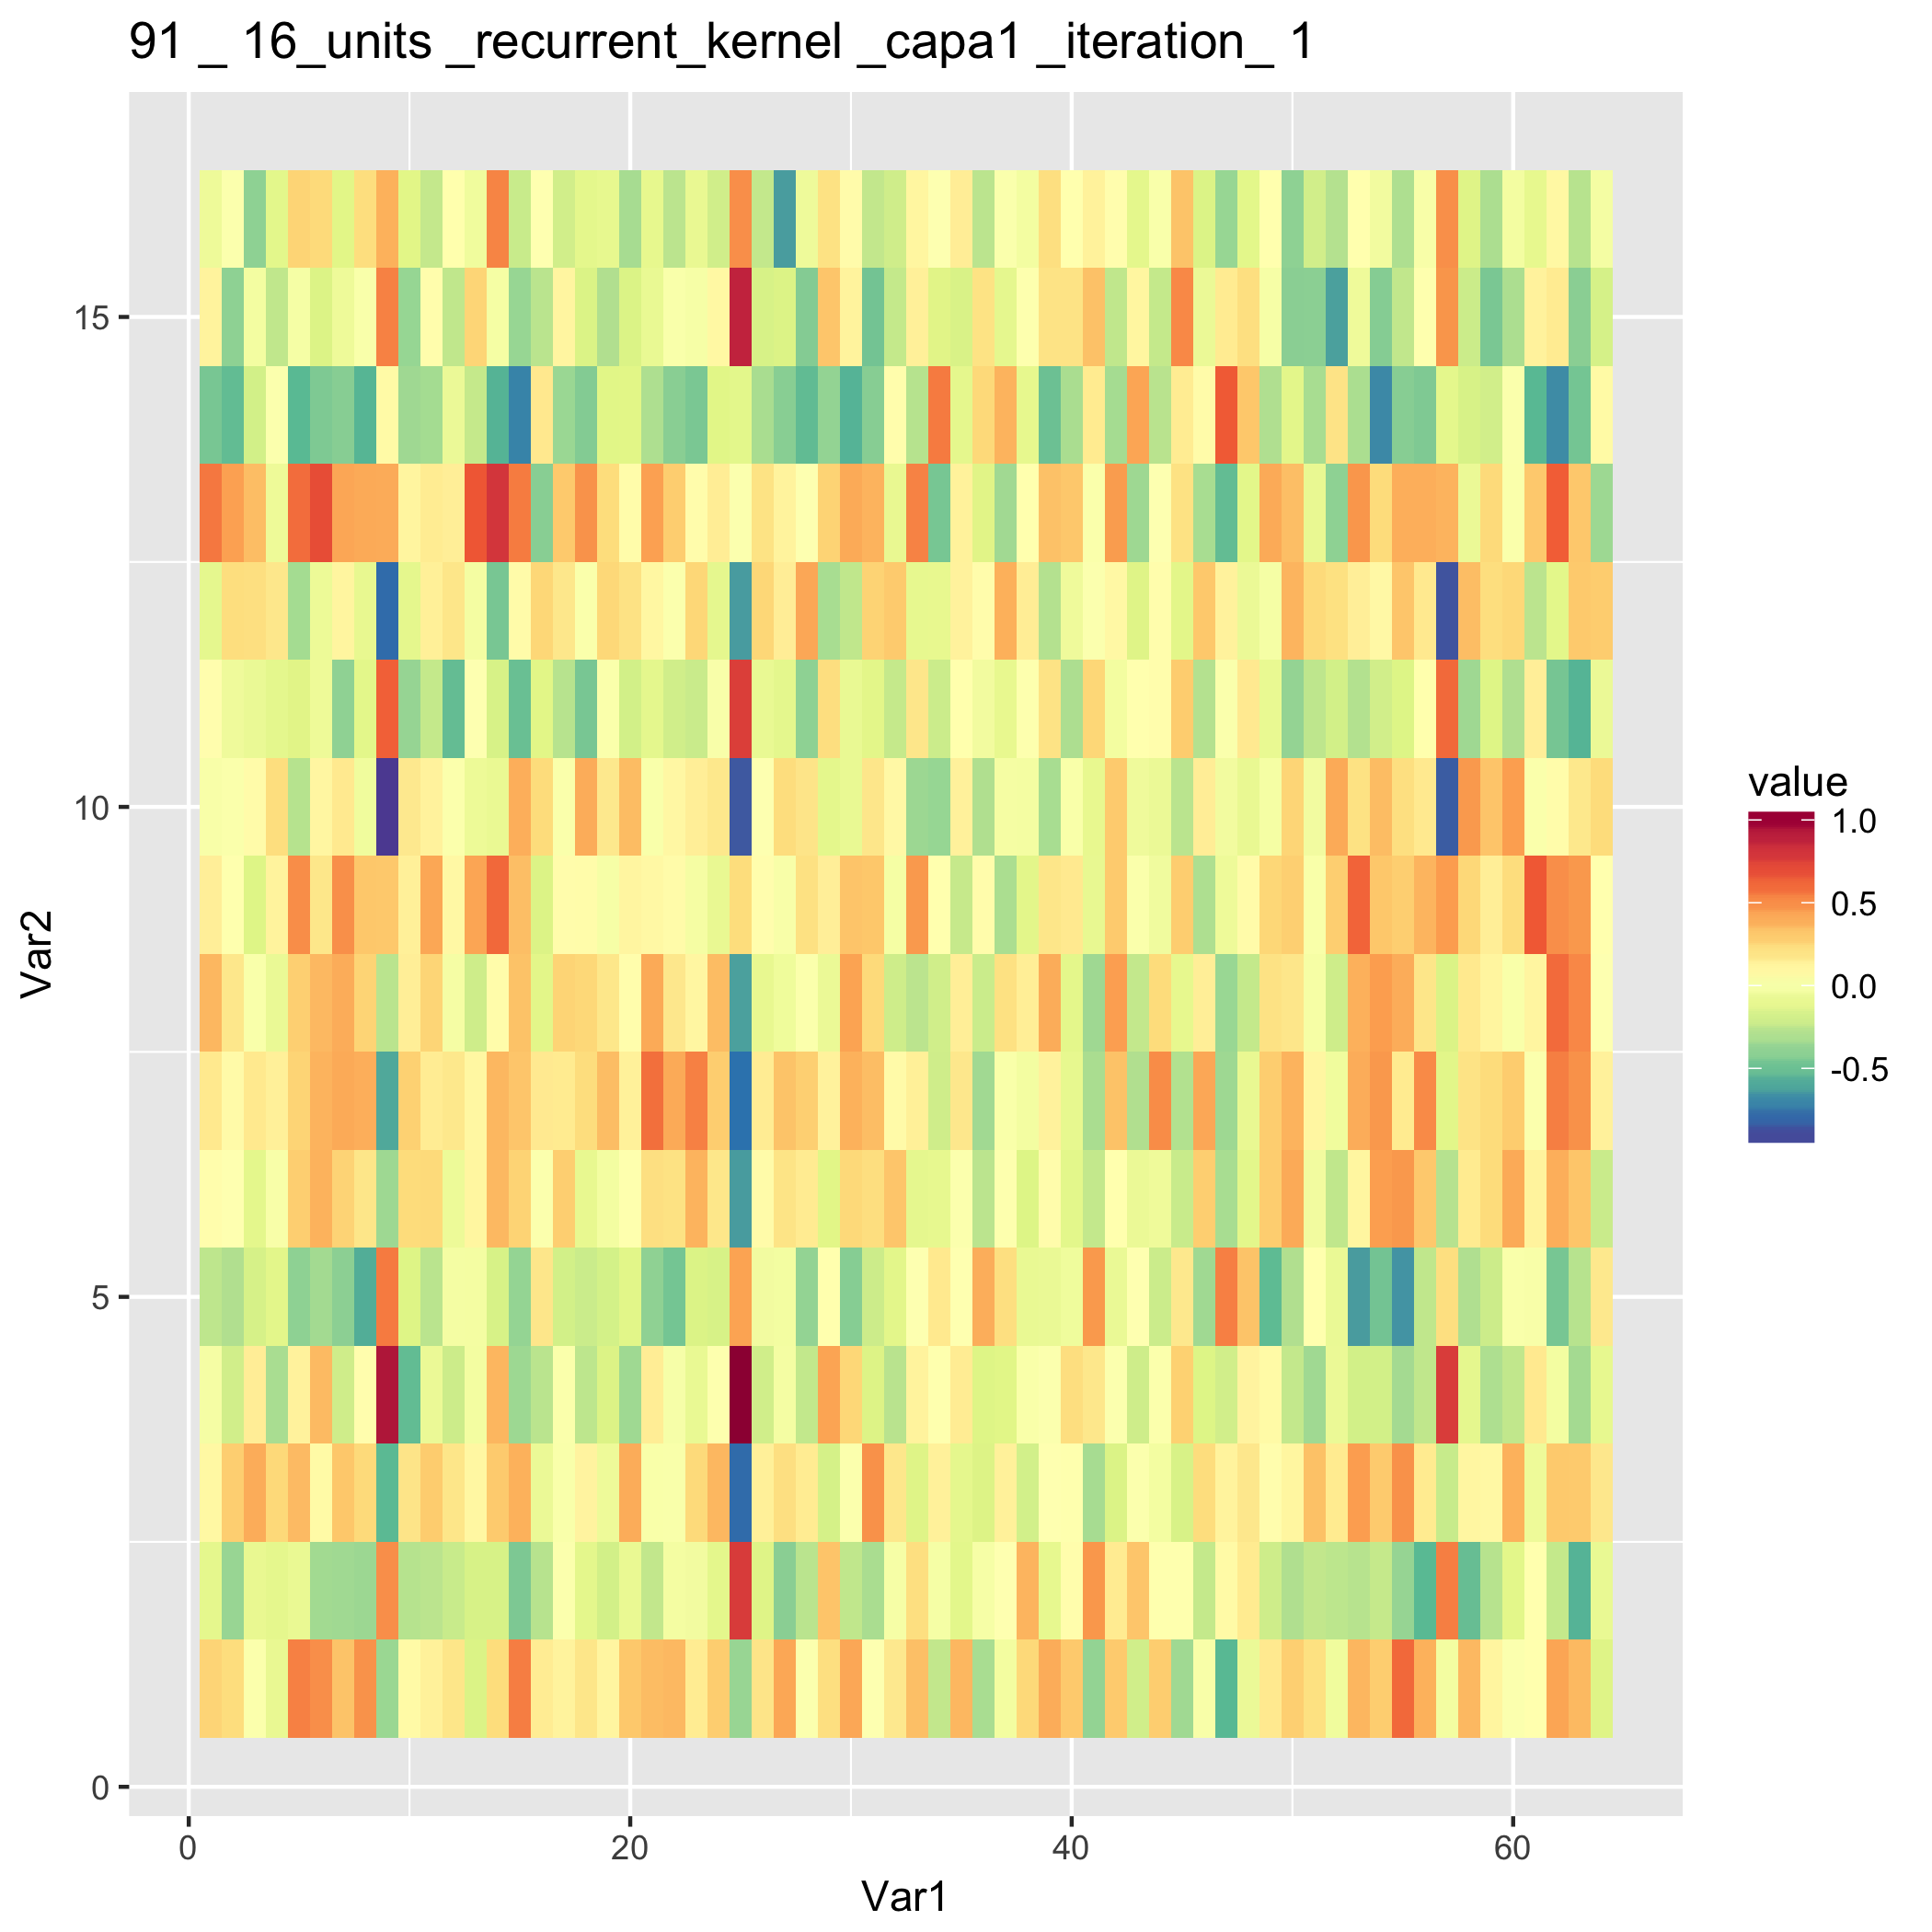 91 _ 16_units _recurrent_kernel _capa1 _iteration_ 1
15
10
5
0
Var2
0 20 40 60
Var1
value
1.0
0.5
0.0
-0.5